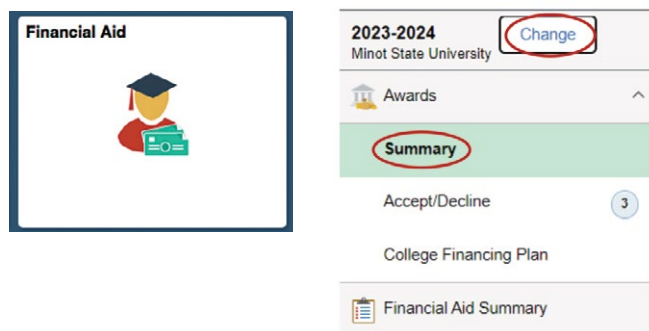 Financial Aid
2023-2024
Minot State University
Change
Awards
Summary
Accept/Decline
3
College Financing Plan
Financial Aid Summary